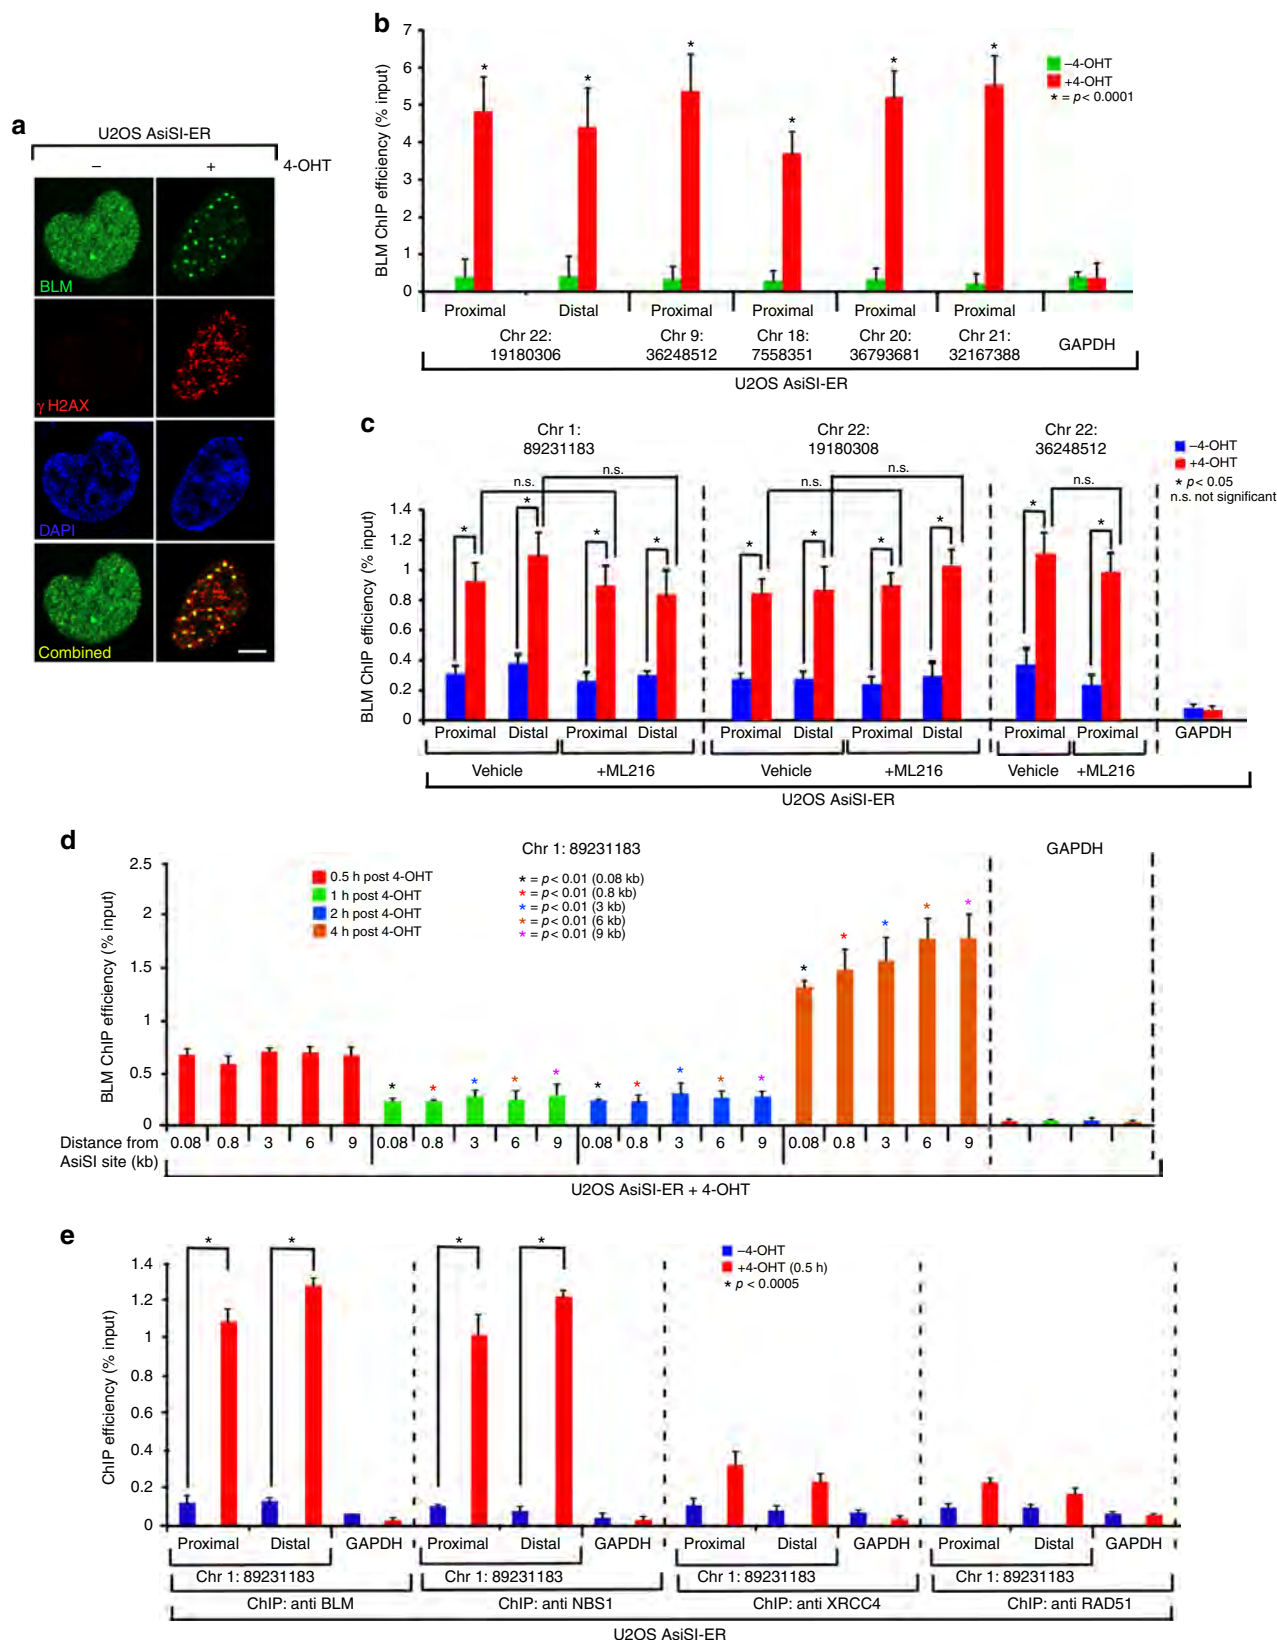 a
U2OS AsiSI-ER
– + 4-OHT
BLM
γ H2AX
DAPI
Combined
b
BLM ChIP efficiency (% input)
7
6
5
4
3
2
1
0
* * * * * *
–4-OHT
+4-OHT
* = p< 0.0001
Proximal Distal Proximal Proximal Proximal Proximal
Chr 22: 19180306
Chr 9: 36248512
Chr 18: 7558351
Chr 20: 36793681
Chr 21: 32167388
GAPDH
U2OS AsiSI-ER
c
Chr 1: 89231183
Chr 22: 19180308
Chr 22: 36248512
–4-OHT
+4-OHT
* p< 0.05
n.s. not significant
n.s. n.s. n.s. n.s. n.s.
* * * * * * * * * *
BLM ChIP efficiency (% input)
1.4
1.2
1
0.8
0.6
0.4
0.2
0
Proximal Distal Proximal Distal Proximal Distal Proximal Distal Proximal Proximal GAPDH
Vehicle +ML216 Vehicle +ML216 Vehicle +ML216
U2OS AsiSI-ER
d
Chr 1: 89231183
GAPDH
BLM ChIP efficiency (% input)
2.5
2
1.5
1
0.5
0
0.5 h post 4-OHT
1 h post 4-OHT
2 h post 4-OHT
4 h post 4-OHT
* = p< 0.01 (0.08 kb)
* = p< 0.01 (0.8 kb)
* = p< 0.01 (3 kb)
* = p< 0.01 (6 kb)
* = p< 0.01 (9 kb)
* * * * * * * * * * * * * * *
Distance from AsiSI site (kb)
0.08 0.8 3 6 9 0.08 0.8 3 6 9 0.08 0.8 3 6 9 0.08 0.8 3 6 9
U2OS AsiSI-ER + 4-OHT
e
ChIP efficiency (% input)
1.4
1.2
1
0.8
0.6
0.4
0.2
0
* * * *
–4-OHT
+4-OHT (0.5 h)
* p < 0.0005
Proximal Distal GAPDH Proximal Distal GAPDH Proximal Distal GAPDH Proximal Distal GAPDH
Chr 1: 89231183 Chr 1: 89231183 Chr 1: 89231183 Chr 1: 89231183
ChIP: anti BLM ChIP: anti NBS1 ChIP: anti XRCC4 ChIP: anti RAD51
U2OS AsiSI-ER